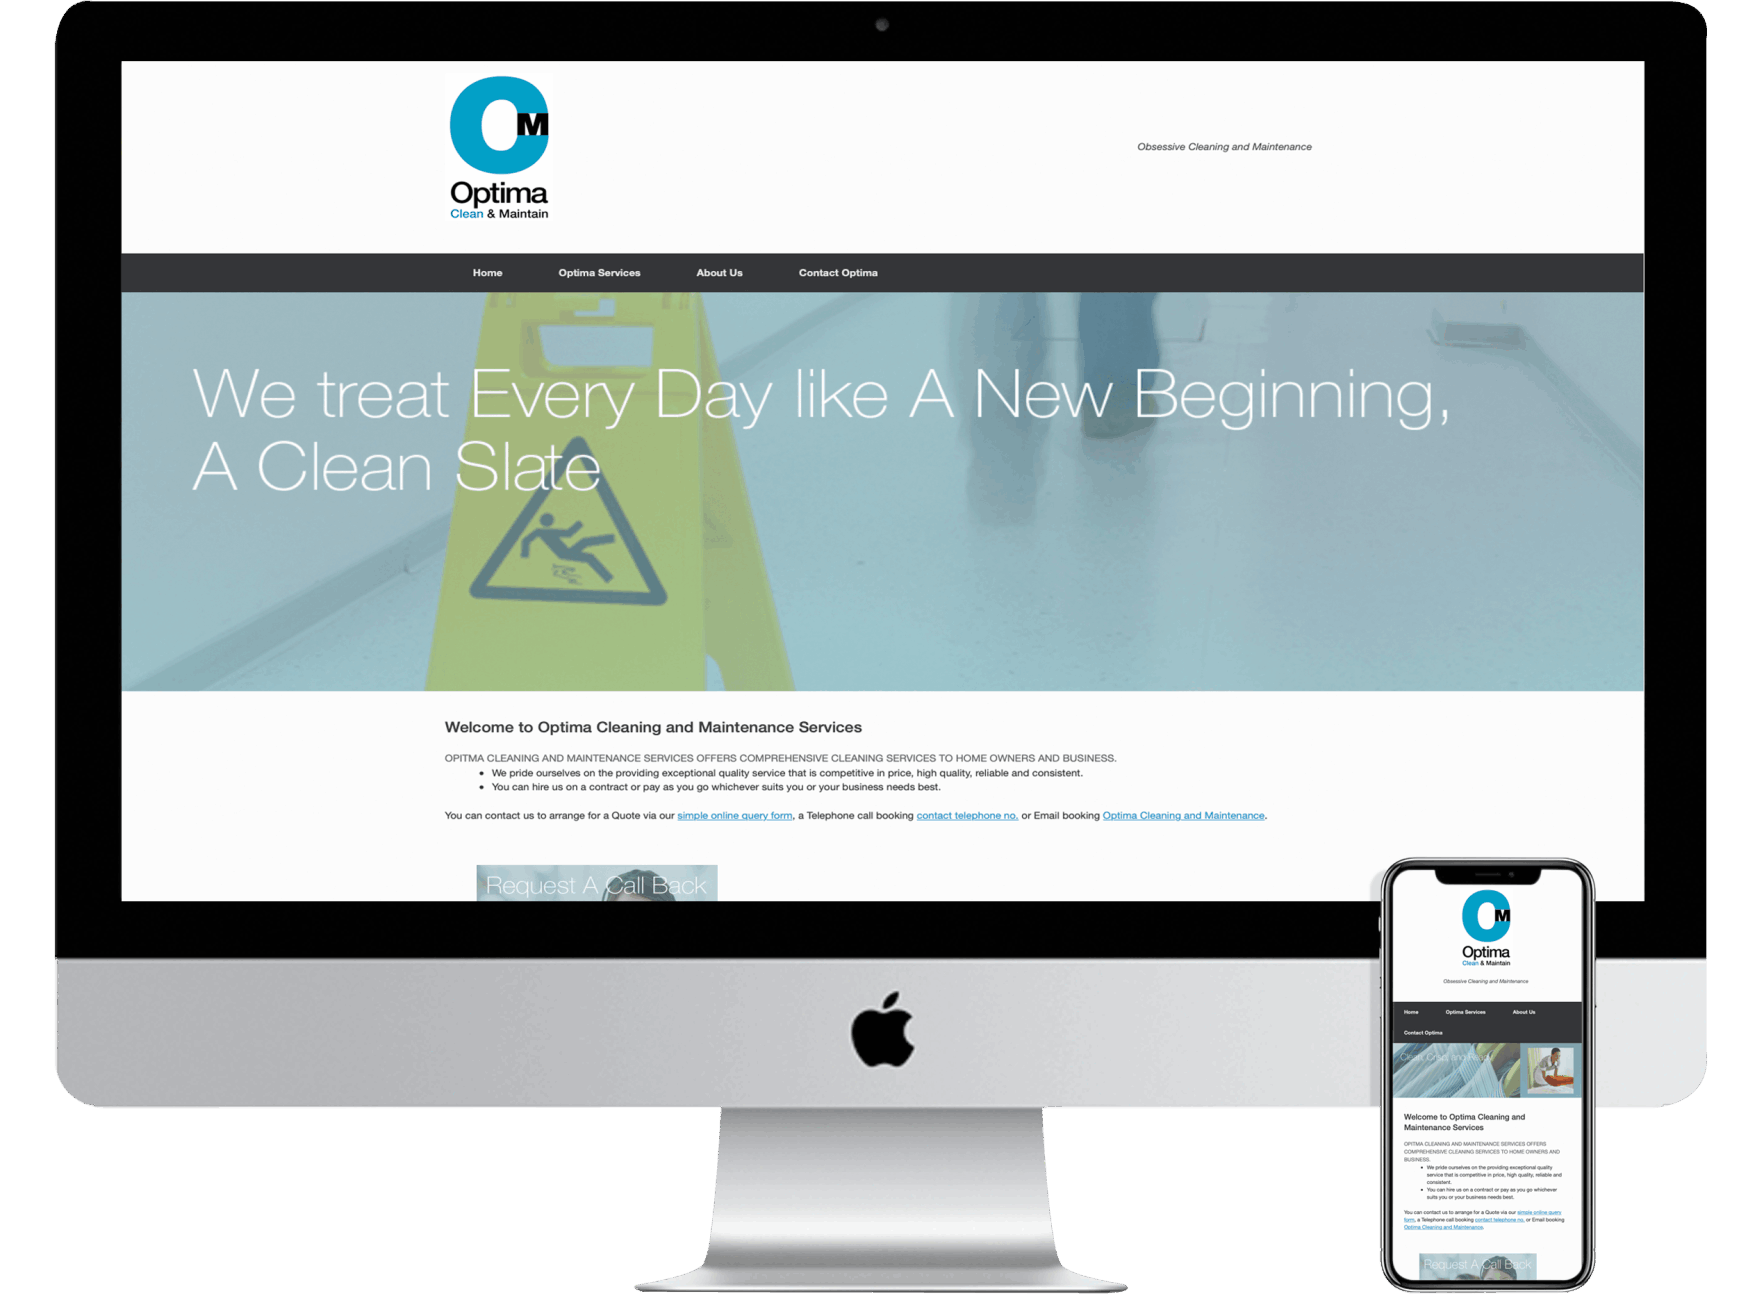 CM
Optima
Clean & Maintain
Obsessive Cleaning and Maintenance
Home Optima Services About Us Contact Optima
We treat Every Day like A New Beginning,
A Clean Slate
Welcome to Optima Cleaning and Maintenance Services
OPITMA CLEANING AND MAINTENANCE SERVICES OFFERS COMPREHENSIVE CLEANING SERVICES TO HOME OWNERS AND BUSINESS.
• We pride ourselves on the providing exceptional quality service that is competitive in price, high quality, reliable and consistent.
• You can hire us on a contract or pay as you go whichever suits you or your business needs best.
You can contact us to arrange for a Quote via our simple online query form, a Telephone call booking contact telephone no. or Email booking Optima Cleaning and Maintenance.
Request A Call Back
CM
Optima
Clean & Maintain
Obsessive Cleaning and Maintenance
Home Optima Services About Us
Contact Optima
Clean, Crisp and
Welcome to Optima Cleaning and
Maintenance Services
OPITMA CLEANING AND MAINTENANCE SERVICES OFFERS
COMPREHENSIVE CLEANING SERVICES TO HOME OWNERS AND
BUSINESS.
• We pride ourselves on the providing exceptional quality
service that is competitive in price, high quality, reliable and
consistent.
• You can hire us on a contract or pay as you go whichever
suits you or your business needs best.
You can contact us to arrange for a Quote via our simple online query
form, a Telephone call booking contact telephone no. or Email booking
Optima Cleaning and Maintenance.
Request A Call Back